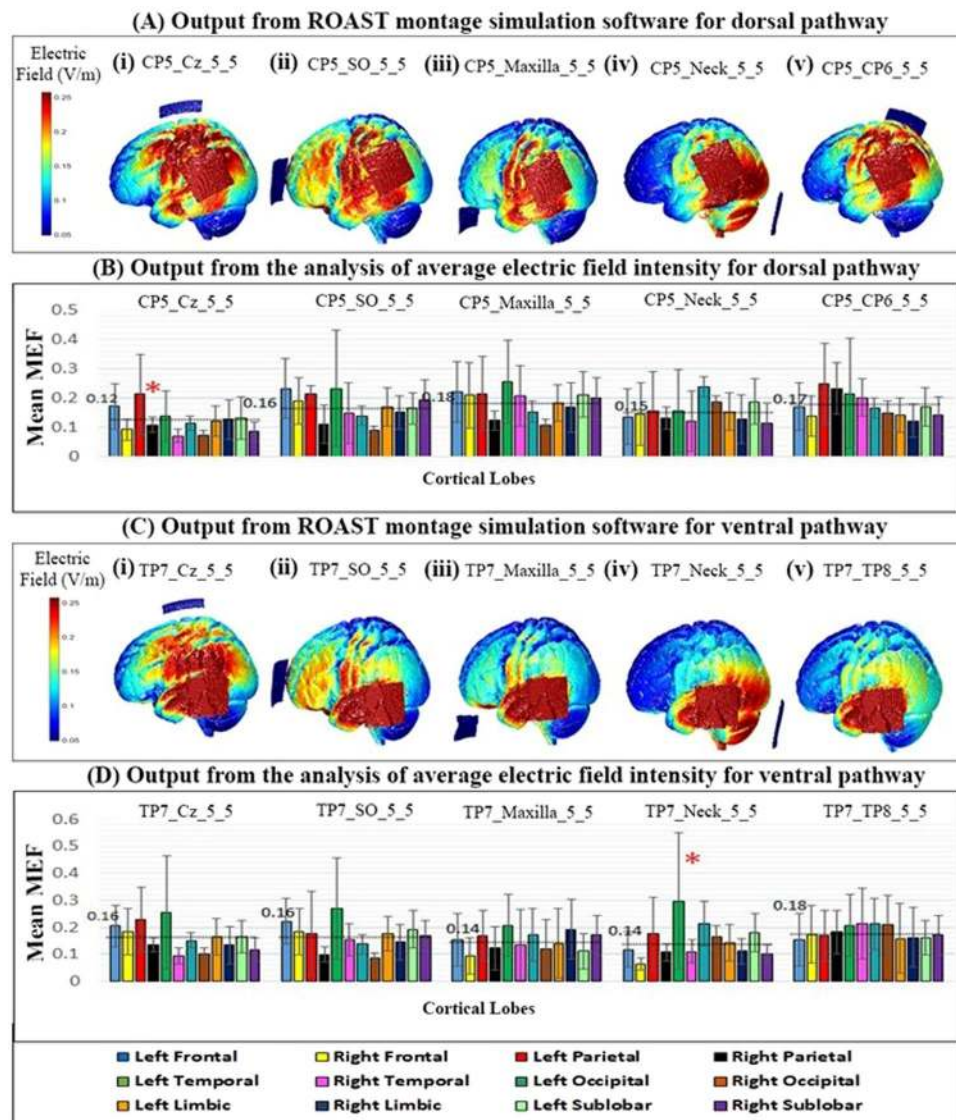 (A) Output from ROAST montage simulation software for dorsal pathway
Electric
Field (V/m)
(i) CP5_Cz_5_5
(ii) CP5_SO_5_5
(iii) CP5_Maxilla_5_5
(iv) CP5_Neck_5_5
(v) CP5_CP6_5_5
0.25
0.2
0.15
0.1
0.05
(B) Output from the analysis of average electric field intensity for dorsal pathway
CP5_Cz_5_5
CP5_SO_5_5
CP5_Maxilla_5_5
CP5_Neck_5_5
CP5_CP6_5_5
Mean MEF
0.5
0.4
0.3
0.2
0.1
0
0.12
*
0.16
0.18
0.15
0.17
Cortical Lobes
(C) Output from ROAST montage simulation software for ventral pathway
Electric
Field (V/m)
(i) TP7_Cz_5_5
(ii) TP7_SO_5_5
(iii) TP7_Maxilla_5_5
(iv) TP7_Neck_5_5
(v) TP7_TP8_5_5
0.25
0.2
0.15
0.1
0.05
(D) Output from the analysis of average electric field intensity for ventral pathway
TP7_Cz_5_5
TP7_SO_5_5
TP7_Maxilla_5_5
TP7_Neck_5_5
TP7_TP8_5_5
Mean MEF
0.6
0.5
0.4
0.3
0.2
0.1
0
0.16
0.16
0.14
0.14
*
0.18
Cortical Lobes
Left Frontal
Right Frontal
Left Parietal
Right Parietal
Left Temporal
Right Temporal
Left Occipital
Right Occipital
Left Limbic
Right Limbic
Left Sublobar
Right Sublobar